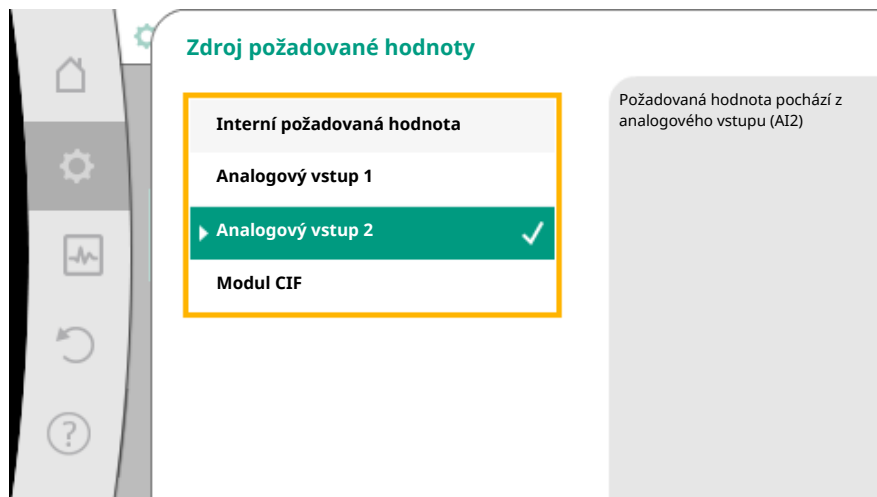 Zdroj požadované hodnoty
Interní požadovaná hodnota
Analogový vstup 1
Analogový vstup 2
Modul CIF
Požadovaná hodnota pochází z
analogového vstupu (AI2)
?